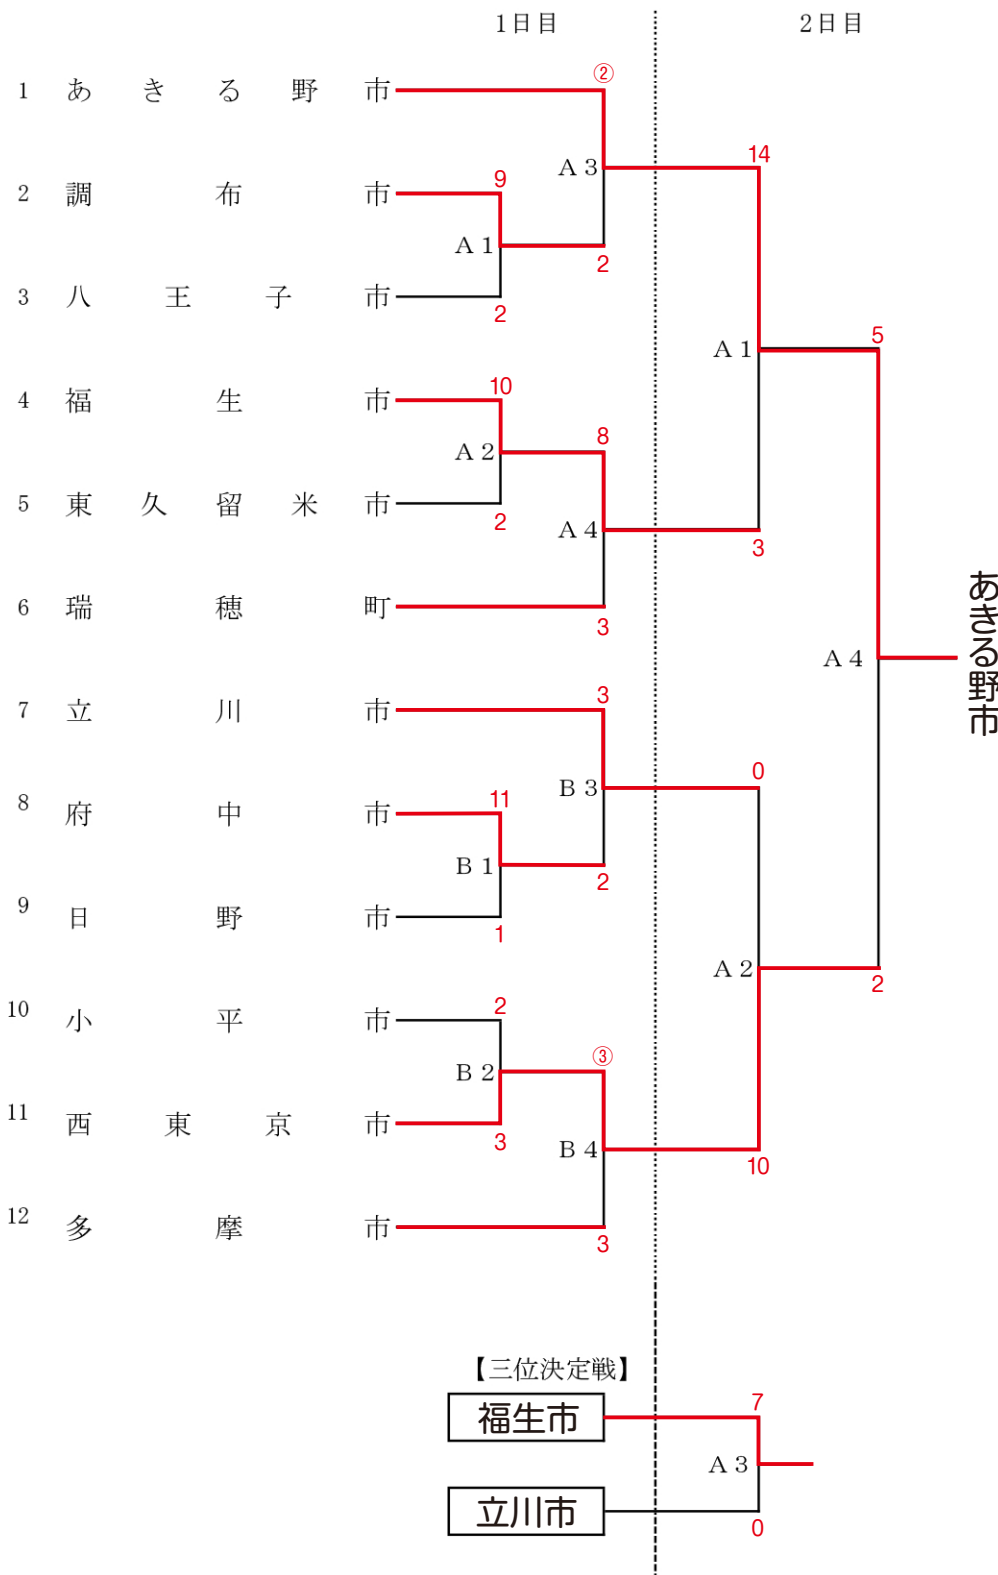 1日目 2日目
②
1 あきる野市
14
A 3
9
2 調布市
A 1
2
3 八王子市
2
5
A 1
10
4 福生市
8
A 2
5 東久留米市
2
A 4
3
6 瑞穂町
3
A 4
あきる野市
3
7 立川市
0
B 3
11
8 府中市
B 1
2
9 日野市
1
A 2
2
2
10 小平市
③
B 2
11 西東京市
3
B 4
10
12 多摩市
3
【三位決定戦】
福生市
7
A 3
立川市
0